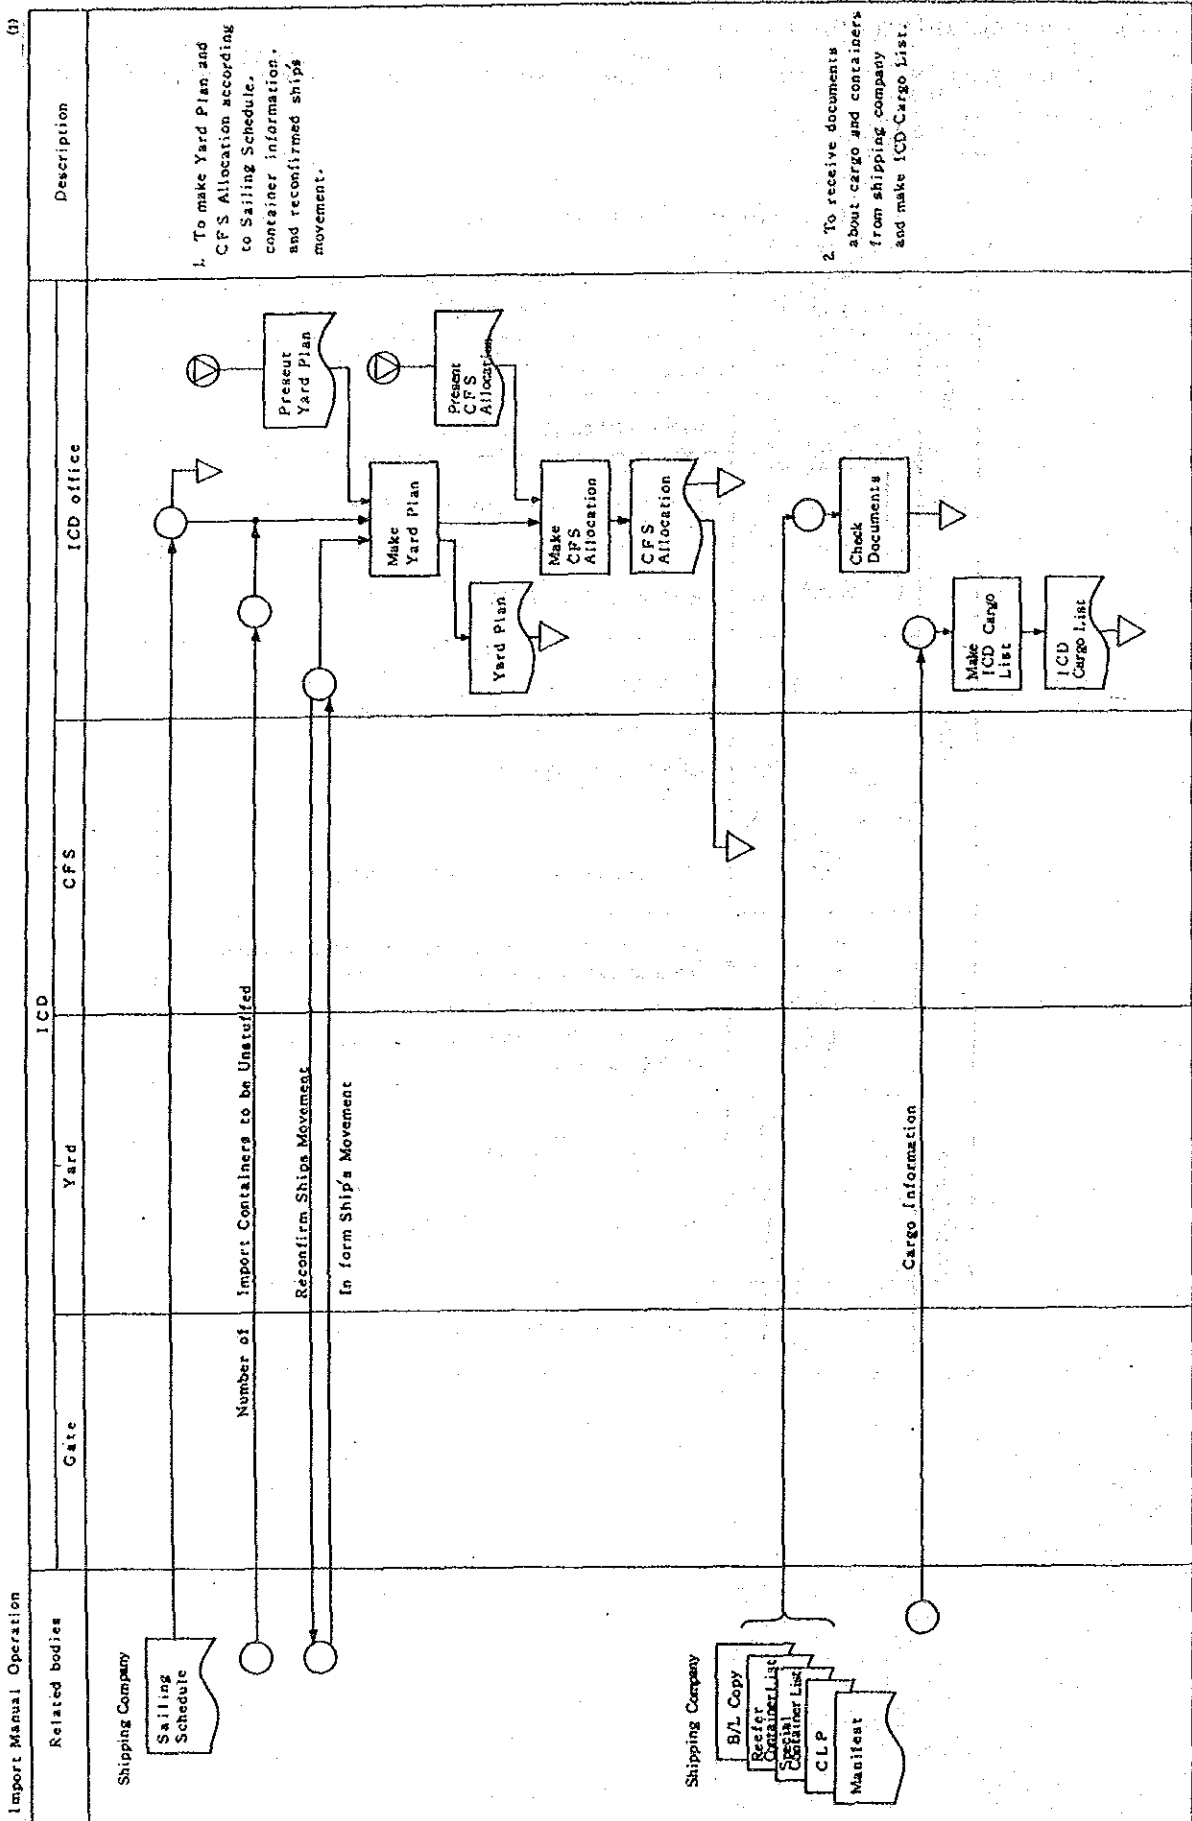 Import Manual Operation
(1)
Related bodies
ICD
Description
Gate
Yard
CFS
ICD office
Shipping Company
Sailing
Schedule
Number of Import Containers to be Unstuffed
Reconfirm Ships Movement
In form Ship's Movement
Present
Yard Plan
Make
Yard Plan
Yard Plan
Present
CFS
Allocation
Make
CFS
Allocation
CFS
Allocation
1. To make Yard Plan and
CFS Allocation according
to Sailing Schedule,
container information,
and reconfirmed ship's
movement.
Shipping Company
B/L Copy
Reefer
Container List
Special
Container List
CLP
Manifest
Check
Documents
Cargo Information
Make
ICD Cargo
List
ICD
Cargo List
2. To receive documents
about cargo and containers
from shipping company
and make ICD Cargo List.